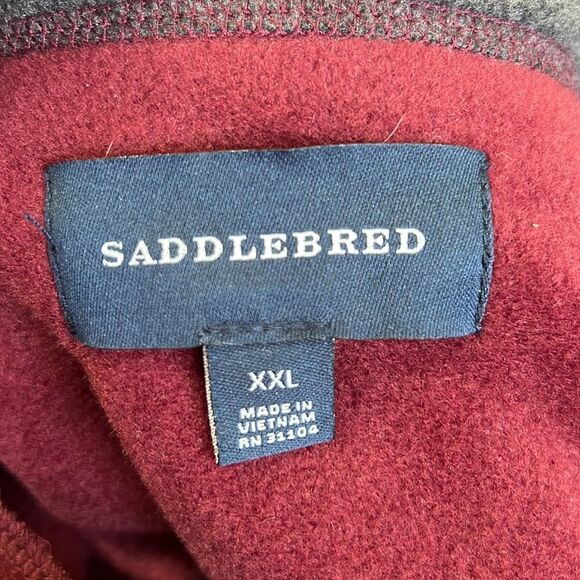 SADDLEBRED
XXL
MADE IN
VIETNAM
RN 31104